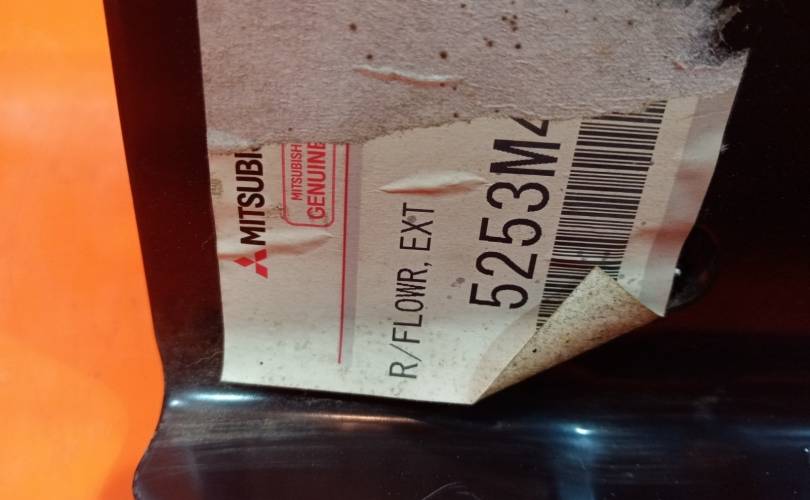 MITSUBI
MITSUBISH
GENUINE
R/FLOWR, EXT
5253M